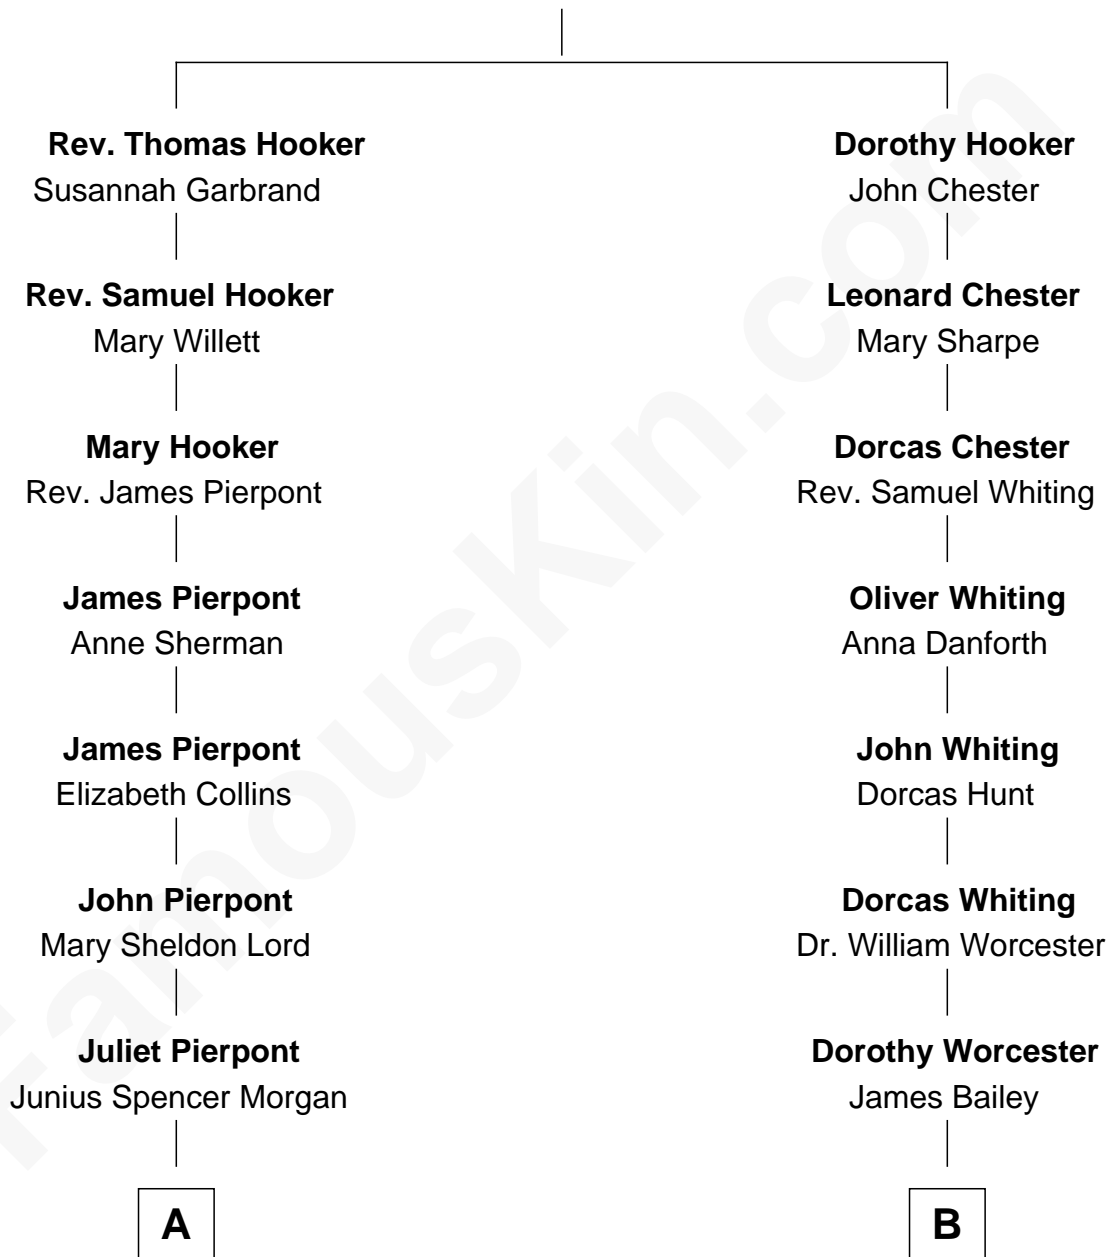 Rev. Thomas Hooker
Susannah Garbrand
Rev. Samuel Hooker
Mary Willett
Mary Hooker
Rev. James Pierpont
James Pierpont
Anne Sherman
James Pierpont
Elizabeth Collins
John Pierpont
Mary Sheldon Lord
Juliet Pierpont
Junius Spencer Morgan
A
Dorothy Hooker
John Chester
Leonard Chester
Mary Sharpe
Dorcas Chester
Rev. Samuel Whiting
Oliver Whiting
Anna Danforth
John Whiting
Dorcas Hunt
Dorcas Whiting
Dr. William Worcester
Dorothy Worcester
James Bailey
B
FamousKin.com